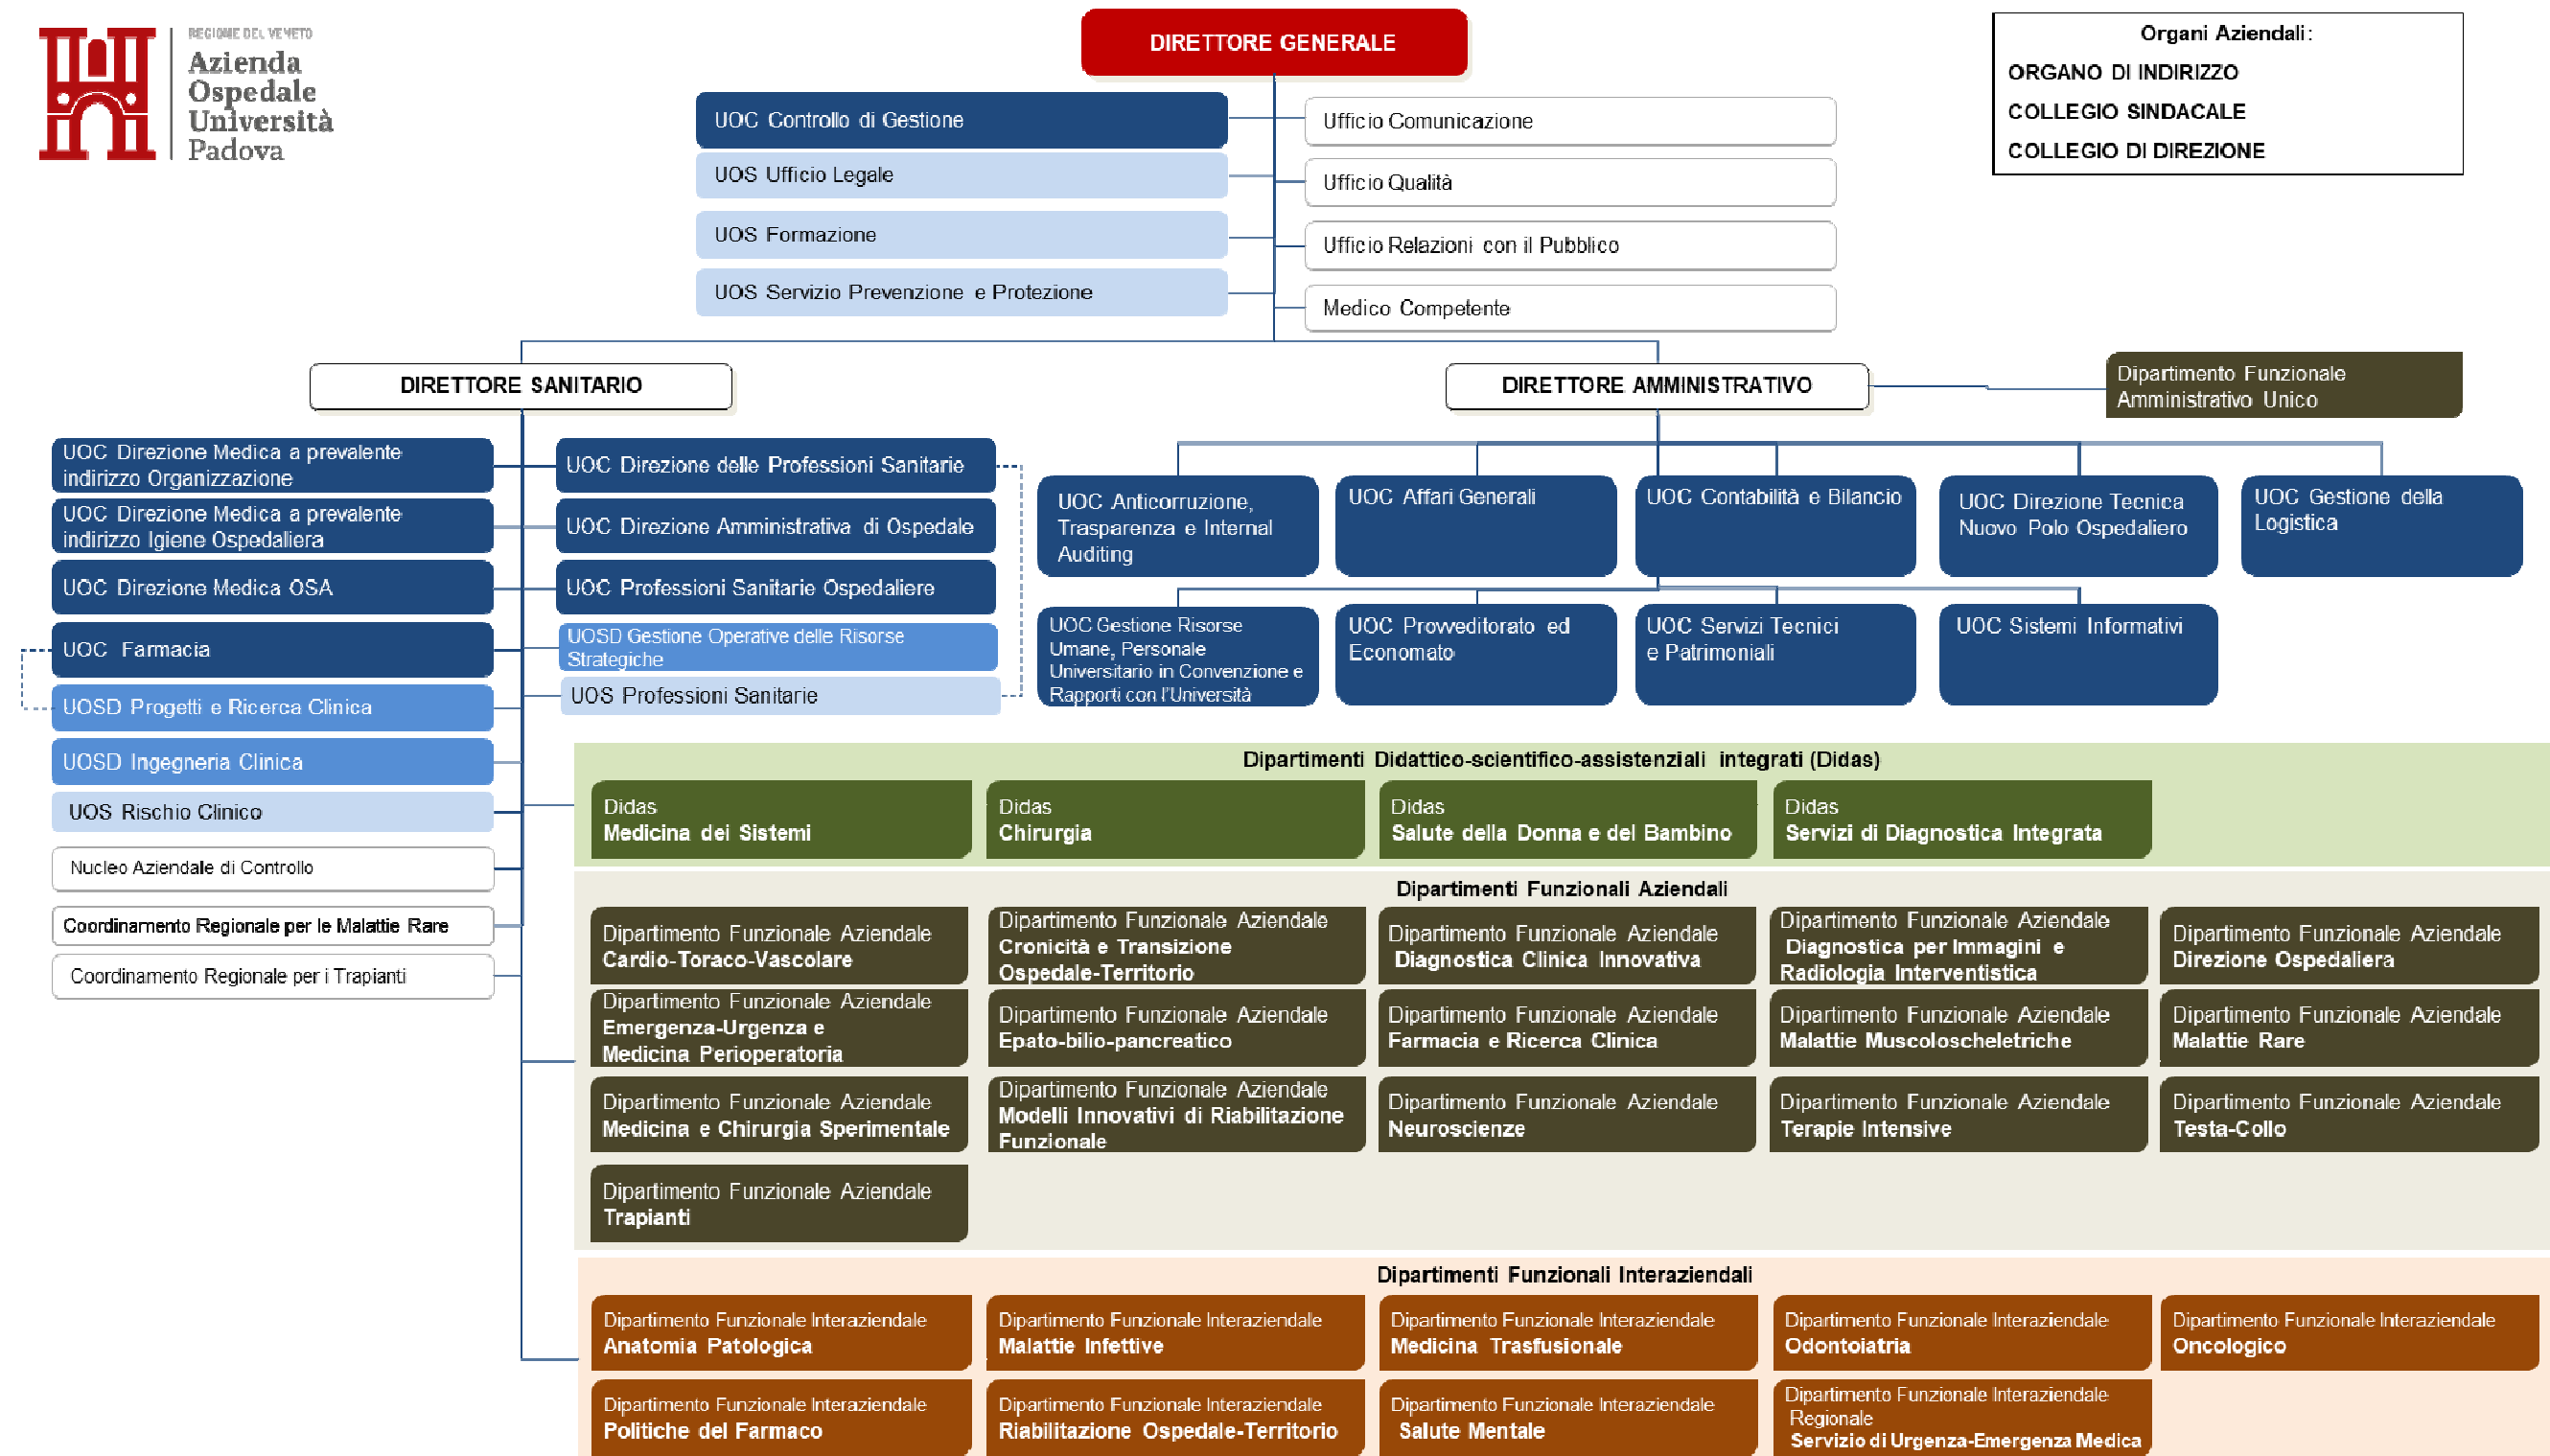 REGIONE DEL VENETO
Azienda
Ospedale
Università
Padova
DIRETTORE GENERALE
Organi Aziendali:
ORGANO DI INDIRIZZO
COLLEGIO SINDACALE
COLLEGIO DI DIREZIONE
UOC Controllo di Gestione
UOS Ufficio Legale
UOS Formazione
UOS Servizio Prevenzione e Protezione
Ufficio Comunicazione
Ufficio Qualità
Ufficio Relazioni con il Pubblico
Medico Competente
DIRETTORE SANITARIO
DIRETTORE AMMINISTRATIVO
Dipartimento Funzionale
Amministrativo Unico
UOC Direzione Medica a prevalente
indirizzo Organizzazione
UOC Direzione Medica a prevalente
indirizzo Igiene Ospedaliera
UOC Direzione Medica OSA
UOC Farmacia
UOSD Progetti e Ricerca Clinica
UOSD Ingegneria Clinica
UOS Rischio Clinico
Nucleo Aziendale di Controllo
Coordinamento Regionale per le Malattie Rare
Coordinamento Regionale per i Trapianti
UOC Direzione delle Professioni Sanitarie
UOC Direzione Amministrativa di Ospedale
UOC Professioni Sanitarie Ospedaliere
UOSD Gestione Operative delle Risorse
Strategiche
UOS Professioni Sanitarie
UOC Anticorruzione,
Trasparenza e Internal
Auditing
UOC Affari Generali
UOC Contabilità e Bilancio
UOC Direzione Tecnica
Nuovo Polo Ospedaliero
UOC Gestione della
Logistica
UOC Gestione Risorse
Umane, Personale
Universitario in Convenzione e
Rapporti con l'Università
UOC Provveditorato ed
Economato
UOC Servizi Tecnici
e Patrimoniali
UOC Sistemi Informativi
Dipartimenti Didattico-scientifico-assistenziali integrati (Didas)
Didas
Medicina dei Sistemi
Didas
Chirurgia
Didas
Salute della Donna e del Bambino
Didas
Servizi di Diagnostica Integrata
Dipartimenti Funzionali Aziendali
Dipartimento Funzionale Aziendale
Cardio-Toraco-Vascolare
Dipartimento Funzionale Aziendale
Cronicità e Transizione
Ospedale-Territorio
Dipartimento Funzionale Aziendale
Diagnostica Clinica Innovativa
Dipartimento Funzionale Aziendale
Diagnostica per Immagini e
Radiologia Interventistica
Dipartimento Funzionale Aziendale
Direzione Ospedaliera
Dipartimento Funzionale Aziendale
Emergenza-Urgenza e
Medicina Perioperatoria
Dipartimento Funzionale Aziendale
Epato-bilio-pancreatico
Dipartimento Funzionale Aziendale
Farmacia e Ricerca Clinica
Dipartimento Funzionale Aziendale
Malattie Muscoloscheletriche
Dipartimento Funzionale Aziendale
Malattie Rare
Dipartimento Funzionale Aziendale
Medicina e Chirurgia Sperimentale
Dipartimento Funzionale Aziendale
Modelli Innovativi di Riabilitazione
Funzionale
Dipartimento Funzionale Aziendale
Neuroscienze
Dipartimento Funzionale Aziendale
Terapie Intensive
Dipartimento Funzionale Aziendale
Testa-Collo
Dipartimento Funzionale Aziendale
Trapianti
Dipartimenti Funzionali Interaziendali
Dipartimento Funzionale Interaziendale
Anatomia Patologica
Dipartimento Funzionale Interaziendale
Malattie Infettive
Dipartimento Funzionale Interaziendale
Medicina Trasfusionale
Dipartimento Funzionale Interaziendale
Odontoiatria
Dipartimento Funzionale Interaziendale
Oncologico
Dipartimento Funzionale Interaziendale
Politiche del Farmaco
Dipartimento Funzionale Interaziendale
Riabilitazione Ospedale-Territorio
Dipartimento Funzionale Interaziendale
Salute Mentale
Dipartimento Funzionale Interaziendale
Regionale
Servizio di Urgenza-Emergenza Medica